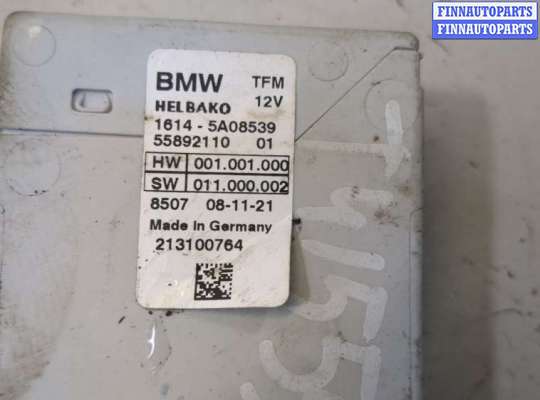 FINNAUTOPARTS
FINNAUTOPARTS
BMW TFM
HELBAKO 12V
1614 - 5A08539
55892110 01
HW 001.001.000
SW 011.000.002
8507 08-11-21
Made in Germany
213100764